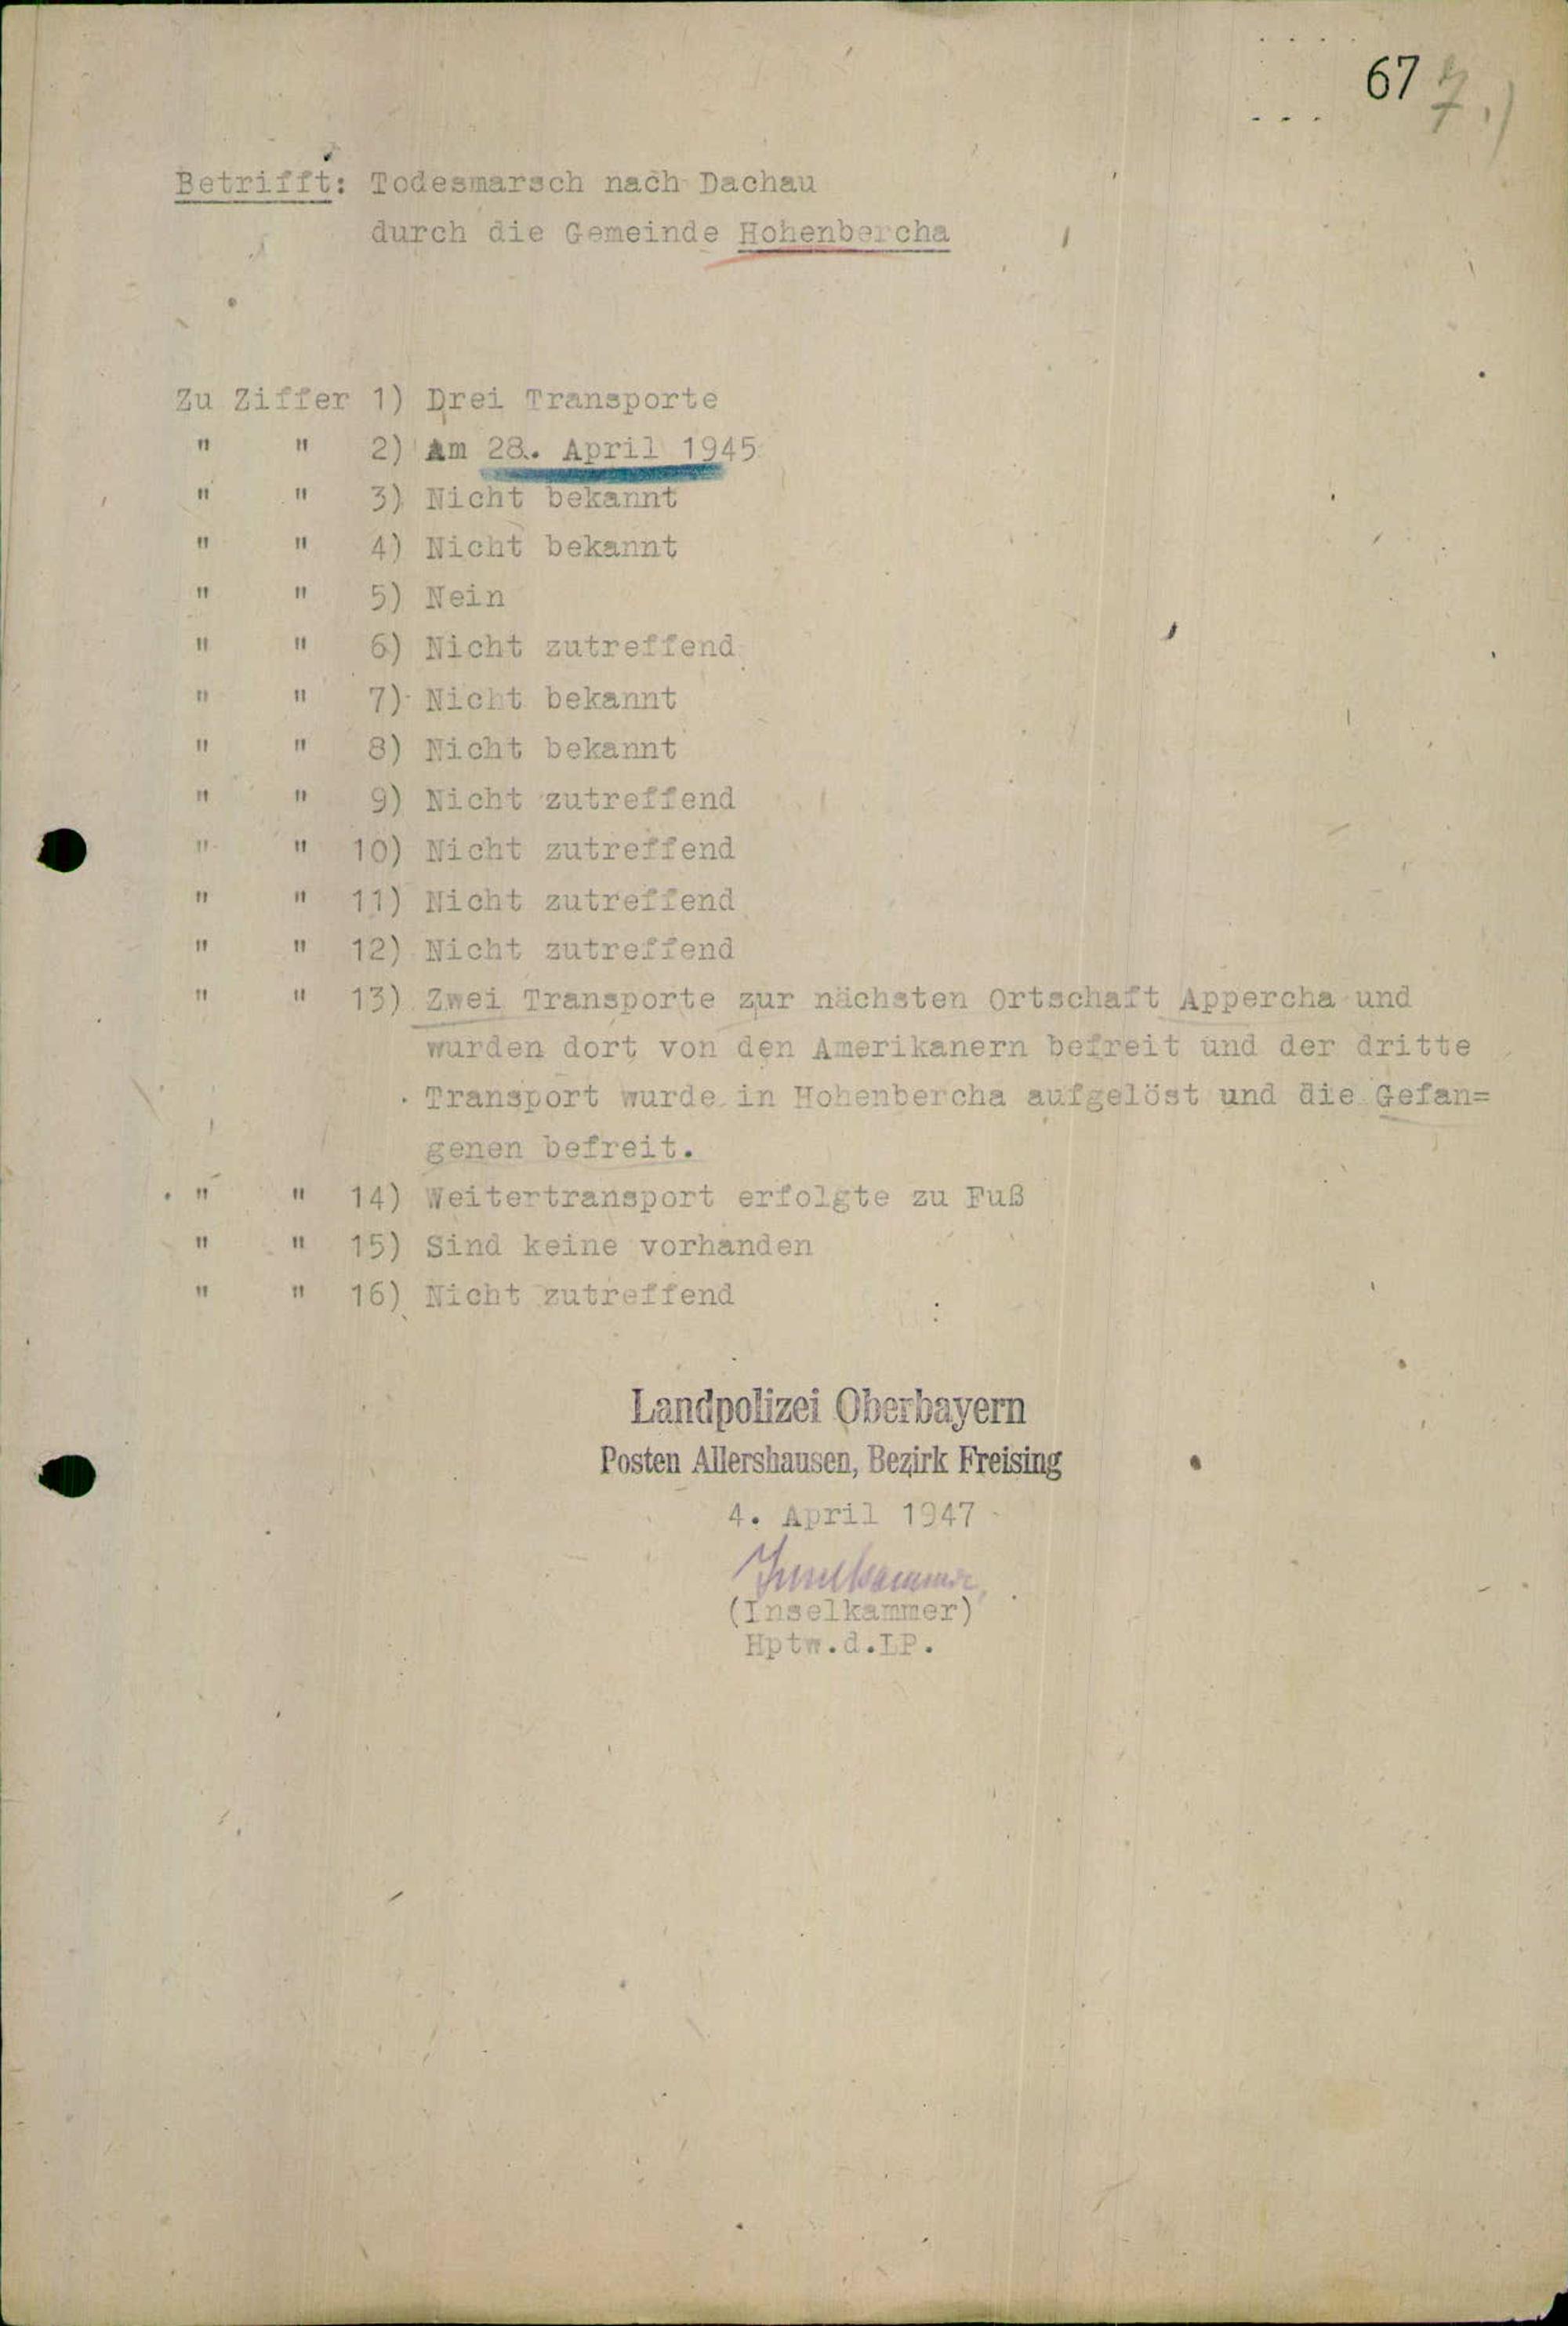 67 7.)
Betrifft: Todesmarsch nach Dachau
durch die Gemeinde Hohenbercha
Zu Ziffer 1) Drei Transporte
" " 2) Am 28. April 1945
" " 3) Nicht bekannt
" " 4) Nicht bekannt
" " 5) Nein
" " 6) Nicht zutreffend
" " 7) Nicht bekannt
" " 8) Nicht bekannt
" " 9) Nicht zutreffend
" " 10) Nicht zutreffend
" " 11) Nicht zutreffend
" " 12) Nicht zutreffend
" " 13) Zwei Transporte zur nächsten Ortschaft Appercha und
wurden dort von den Amerikanern befreit und der dritte
Transport wurde in Hohenbercha aufgelöst und die Gefan=
genen befreit.
" " 14) Weitertransport erfolgte zu Fuß
" " 15) Sind keine vorhanden
" " 16) Nicht zutreffend
Landpolizei Oberbayern
Posten Allershausen, Bezirk Freising
4. April 1947
Inselkammer
(Inselkammer)
Hptw.d.LP.